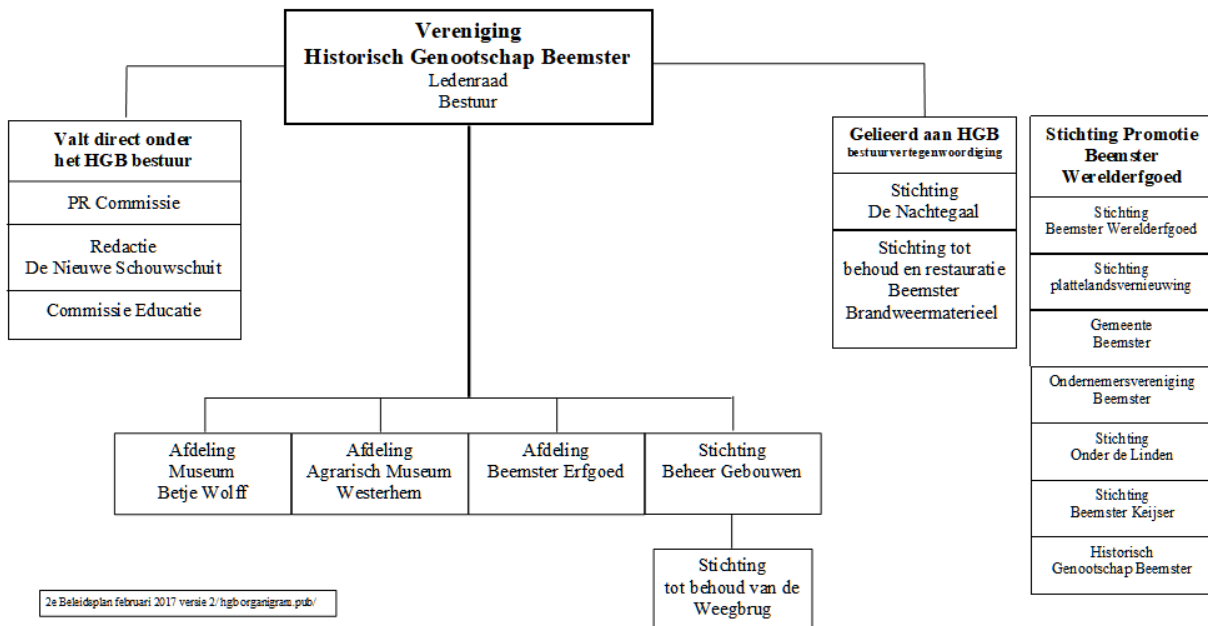 Vereniging
Historisch Genootschap Beemster
Ledenraad
Bestuur
Valt direct onder
het HGB bestuur
PR Commissie
Redactie
De Nieuwe Schouwschuit
Commissie Educatie
Gelieerd aan HGB
bestuurvertegenwoordiging
Stichting
De Nachtegaal
Stichting tot
behoud en restauratie
Beemster
Brandweermaterieel
Stichting Promotie
Beemster
Werelderfgoed
Stichting
Beemster Werelderfgoed
Stichting
plattelandsvernieuwing
Gemeente
Beemster
Ondernemersvereniging
Beemster
Stichting
Onder de Linden
Stichting
Beemster Keijser
Historisch
Genootschap Beemster
Afdeling
Museum
Betje Wolff
Afdeling
Agrarisch Museum
Westerhem
Afdeling
Beemster Erfgoed
Stichting
Beheer Gebouwen
Stichting
tot behoud van de
Weegbrug
2e Beleidsplan februari 2017 versie 2/ hgb organigram.pub/